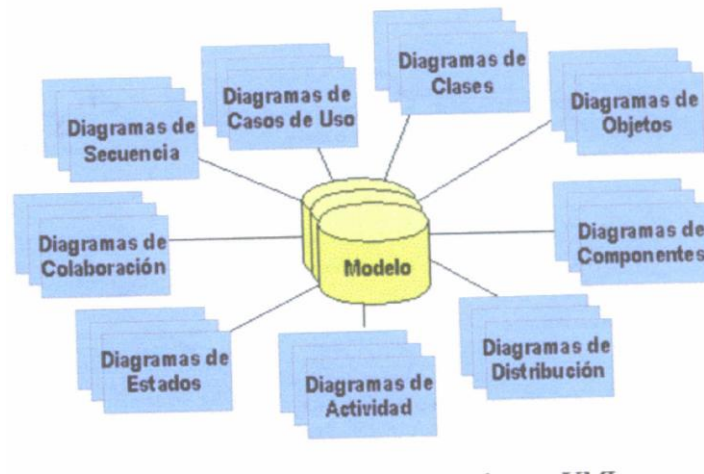 Diagramas de
Casos de Uso
Diagramas de
Clases
Diagramas de
Objetos
Diagramas de
Secuencia
Diagramas de
Colaboración
Modelo
Diagramas de
Componentes
Diagramas de
Estados
Diagramas de
Actividad
Diagramas de
Distribución